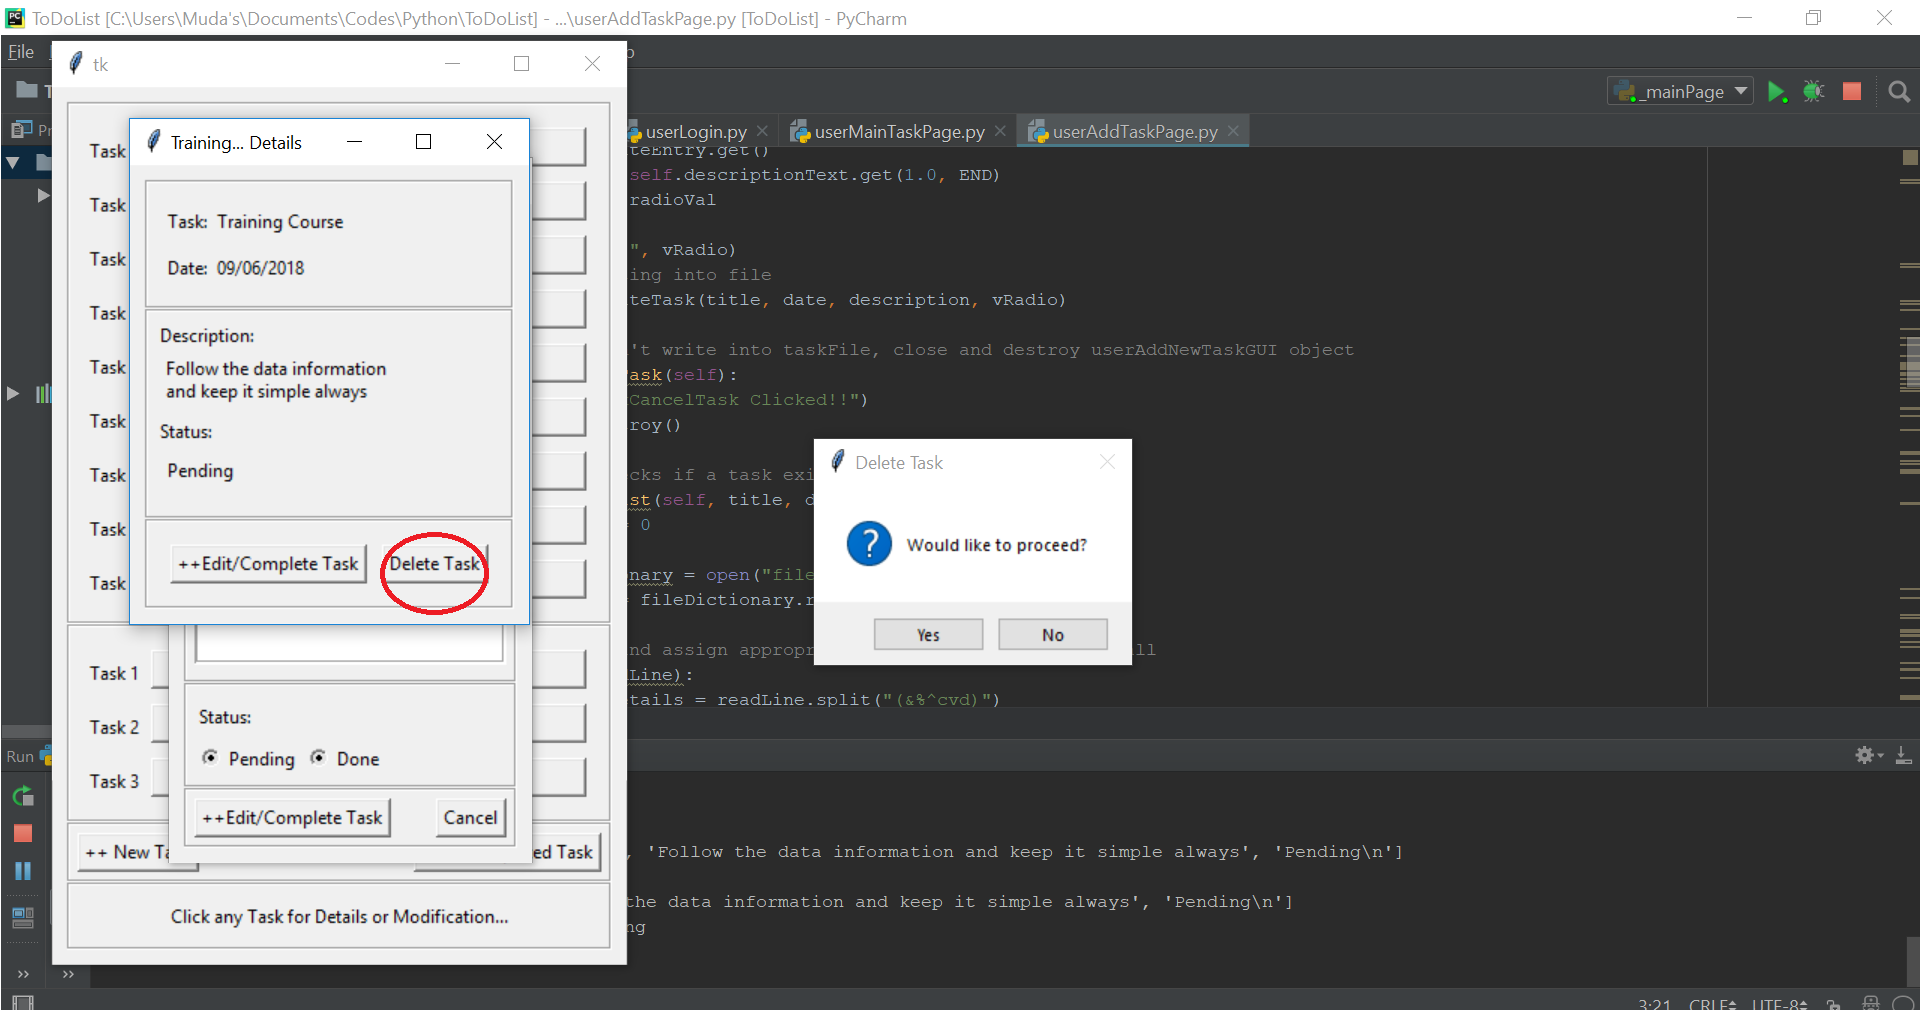 ToDoList [C:\Users\Muda's\Documents\Codes\Python\ToDoList] - ...\userAddTaskPage.py [ToDoList] - PyCharm
File
tk
_mainPage
userLogin.py
userMainTaskPage.py
userAddTaskPage.py
Training... Details
Task
Task
Task
Task
Task
Task
Task
Task
Task
Task: Training Course
Date: 09/06/2018
Description:
Follow the data information
and keep it simple always
Status:
Pending
++Edit/Complete Task
Delete Task
Task 1
Task 2
Task 3
Status:
Pending
Done
++Edit/Complete Task
Cancel
++ New Ta
ed Task
Click any Task for Details or Modification...
teEntry.get()
self.descriptionText.get(1.0, END)
radioVal
", vRadio)
ing into file
teTask(title, date, description, vRadio)
't write into taskFile, close and destroy userAddNewTaskGUI object
ask(self):
CancelTask Clicked!!")
roy()
cks if a task exi
st(self, title, d
= 0
nary = open("file
= fileDictionary.r
nd assign appropr
ll
Line):
tails = readLine.split("(&%^cvd)")
Delete Task
Would like to proceed?
Yes
No
Run
, 'Follow the data information and keep it simple always', 'Pending\n']
the data information and keep it simple always', 'Pending\n']
ng
3:21 CRLF UTF-8